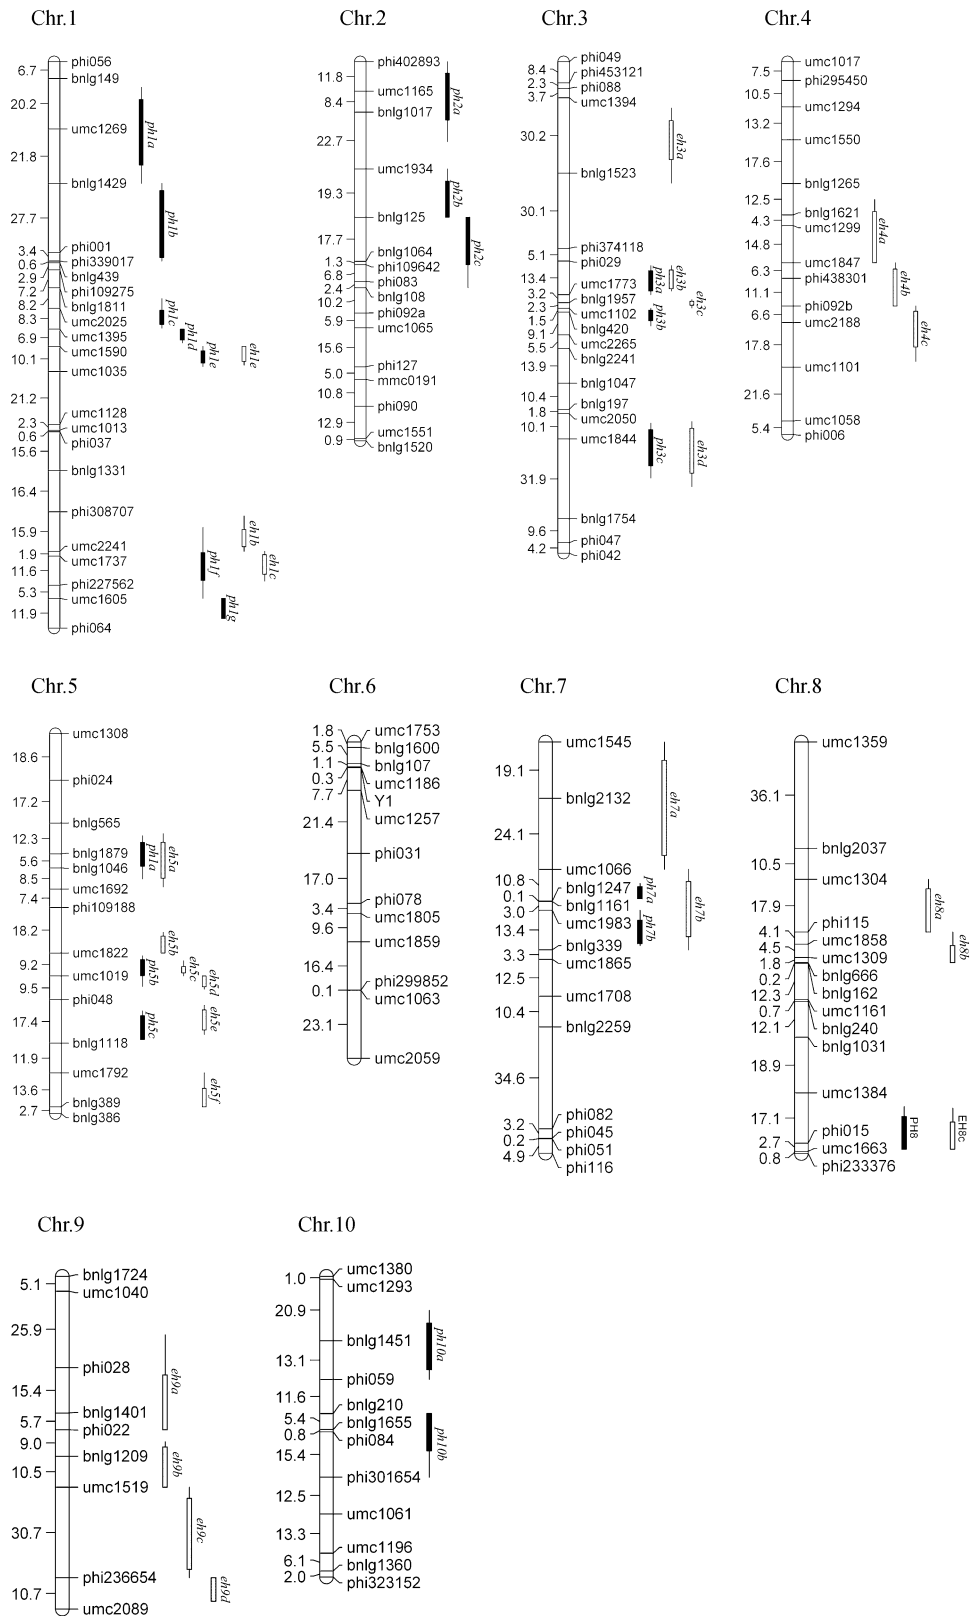 Chr.1
6.7
20.2
21.8
27.7
3.4
0.6
2.9
7.2
8.2
8.3
6.9
10.1
21.2
2.3
0.6
15.6
16.4
15.9
1.9
11.6
5.3
11.9
phi056
bnlg149
umc1269
bnlg1429
phi001
phi339017
bnlg439
phi109275
bnlg1811
umc2025
umc1395
umc1590
umc1035
umc1128
umc1013
phi037
bnlg1331
phi308707
umc2241
umc1737
phi227562
umc1605
phi064
ph1a
ph1b
ph1c
ph1d
ph1e
eh1e
eh1b
ph1f
eh1c
ph1g
Chr.2
11.8
8.4
22.7
19.3
17.7
1.3
6.8
2.4
10.2
5.9
15.6
5.0
10.8
12.9
0.9
phi402893
umc1165
bnlg1017
umc1934
bnlg125
bnlg1064
phi109642
phi083
bnlg108
phi092a
umc1065
phi127
mmc0191
phi090
umc1551
bnlg1520
ph2a
ph2b
ph2c
Chr.3
8.4
2.3
3.7
30.2
30.1
5.1
13.4
3.2
2.3
1.5
9.1
5.5
13.9
10.4
1.8
10.1
31.9
9.6
4.2
phi049
phi453121
phi088
umc1394
bnlg1523
phi374118
phi029
umc1773
bnlg1957
umc1102
bnlg420
umc2265
bnlg2241
bnlg1047
bnlg197
umc2050
umc1844
bnlg1754
phi047
phi042
eh3a
ph3a
eh3b
eh3c
ph3b
ph3c
eh3d
Chr.4
7.5
10.5
13.2
17.6
12.5
4.3
14.8
6.3
11.1
6.6
17.8
21.6
5.4
umc1017
phi295450
umc1294
umc1550
bnlg1265
bnlg1621
umc1299
umc1847
phi438301
phi092b
umc2188
umc1101
umc1058
phi006
eh4a
eh4b
eh4c
Chr.5
18.6
17.2
12.3
5.6
7.4
18.2
9.2
9.5
17.4
11.9
13.6
2.7
umc1308
phi024
bnlg565
bnlg1879
bnlg1046
umc1692
phi109188
umc1822
umc1019
phi048
bnlg1118
umc1792
bnlg389
bnlg386
ph1a
eh5a
eh5b
ph5b
eh5c
eh5d
ph5c
eh5e
eh5f
Chr.6
1.8
5.5
1.1
0.3
7.7
21.4
17.0
3.4
9.6
16.4
0.1
23.1
umc1753
bnlg1600
bnlg107
umc1186
Y1
umc1257
phi031
phi078
umc1805
umc1859
phi299852
umc1063
umc2059
Chr.7
19.1
24.1
10.8
0.1
3.0
13.4
3.3
12.5
10.4
34.6
3.2
0.2
4.9
umc1545
bnlg2132
umc1066
bnlg1247
bnlg1161
umc1983
bnlg339
umc1865
umc1708
bnlg2259
phi082
phi045
phi051
phi116
eh7a
ph7a
eh7b
ph7b
Chr.8
36.1
10.5
17.9
4.1
4.5
1.8
0.2
12.3
0.7
12.1
18.9
17.1
2.7
0.8
umc1359
bnlg2037
umc1304
phi115
umc1858
umc1309
bnlg666
bnlg162
umc1161
bnlg240
bnlg1031
umc1384
phi015
umc1663
phi233376
eh8a
eh8b
PH8
EH8c
Chr.9
5.1
25.9
15.4
5.7
9.0
10.5
30.7
10.7
bnlg1724
umc1040
phi028
bnlg1401
phi022
bnlg1209
umc1519
phi236654
umc2089
eh9a
eh9b
eh9c
eh9d
Chr.10
1.0
20.9
13.1
11.6
5.4
0.8
15.4
12.5
13.3
6.1
2.0
umc1380
umc1293
bnlg1451
phi059
bnlg210
bnlg1655
phi084
phi301654
umc1061
umc1196
bnlg1360
phi323152
ph10a
ph10b